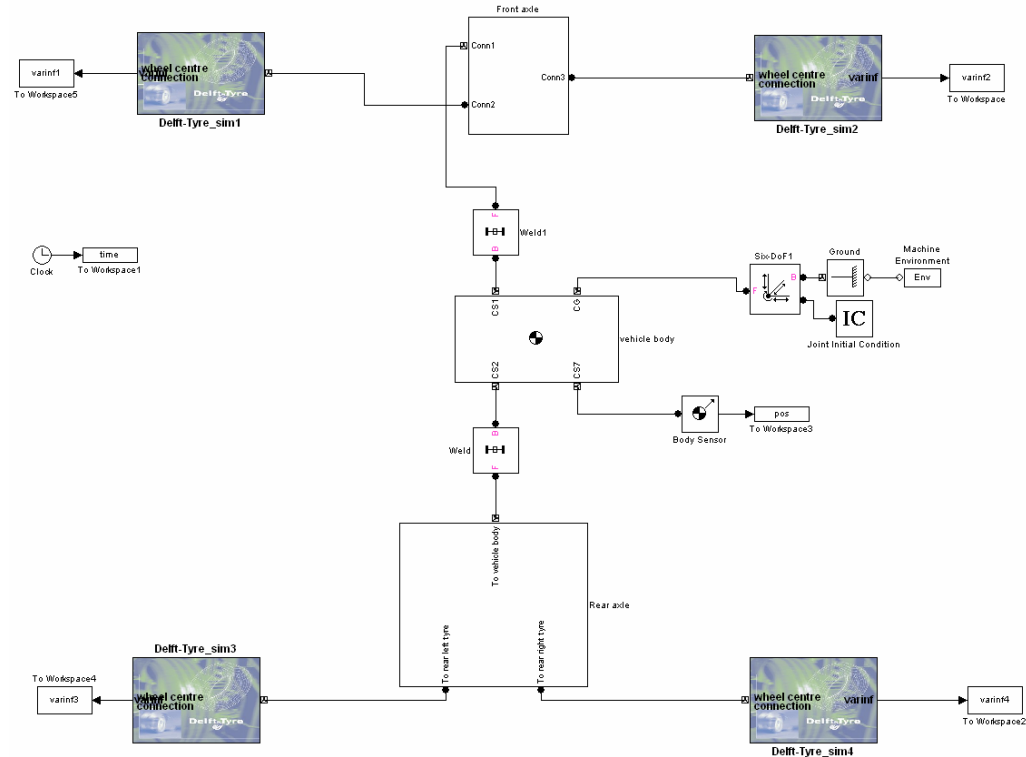 Front axle
Conn1
Conn3
Conn2
varinf1
To Workspace5
wheel centre
varinf
connection
Delft-Tyre
Delft-Tyre_sim1
wheel centre
connection
varinf
Delft-Tyre
Delft-Tyre_sim2
varinf2
To Workspace
F
B
Weld1
Clock
time
To Workspace1
Six-DoF1
F
B
Ground
Machine
Environment
Env
IC
Joint Initial Condition
CS1
CG
CS2
CS7
vehicle body
Body Sensor
pos
To Workspace3
Weld
B
F
To vehicle body
To rear left tyre
To rear right tyre
Rear axle
Delft-Tyre_sim3
To Workspace4
varinf3
wheel centre
varinf
connection
Delft-Tyre
wheel centre
connection
varinf
Delft-Tyre
Delft-Tyre_sim4
varinf4
To Workspace2